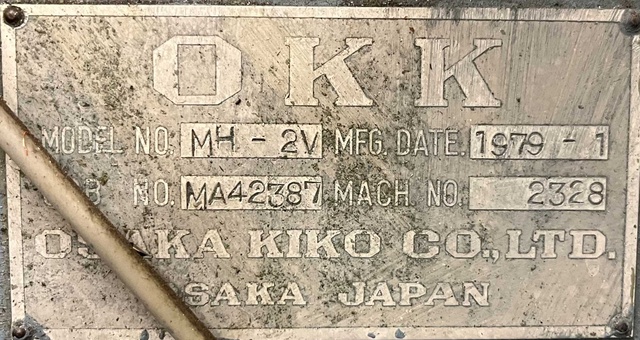 OKK
MODEL NO. MH - 2V MFG. DATE. 1979 - 1
NO. MA42387 MACH. NO. 2328
OSAKA KIKO CO., LTD.
OSAKA JAPAN